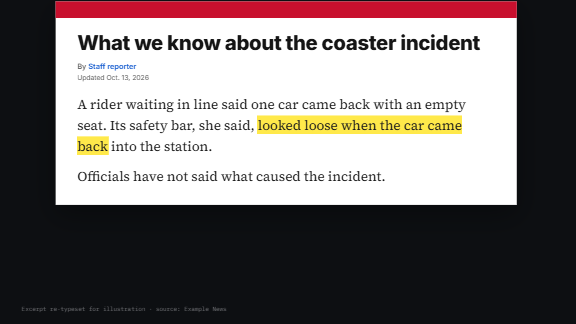 What we know about the coaster incident
By Staff reporter
Updated Oct. 13, 2026
A rider waiting in line said one car came back with an empty
seat. Its safety bar, she said, looked loose when the car came
back into the station.
Officials have not said what caused the incident.
Excerpt re-typeset for illustration - source: Example News